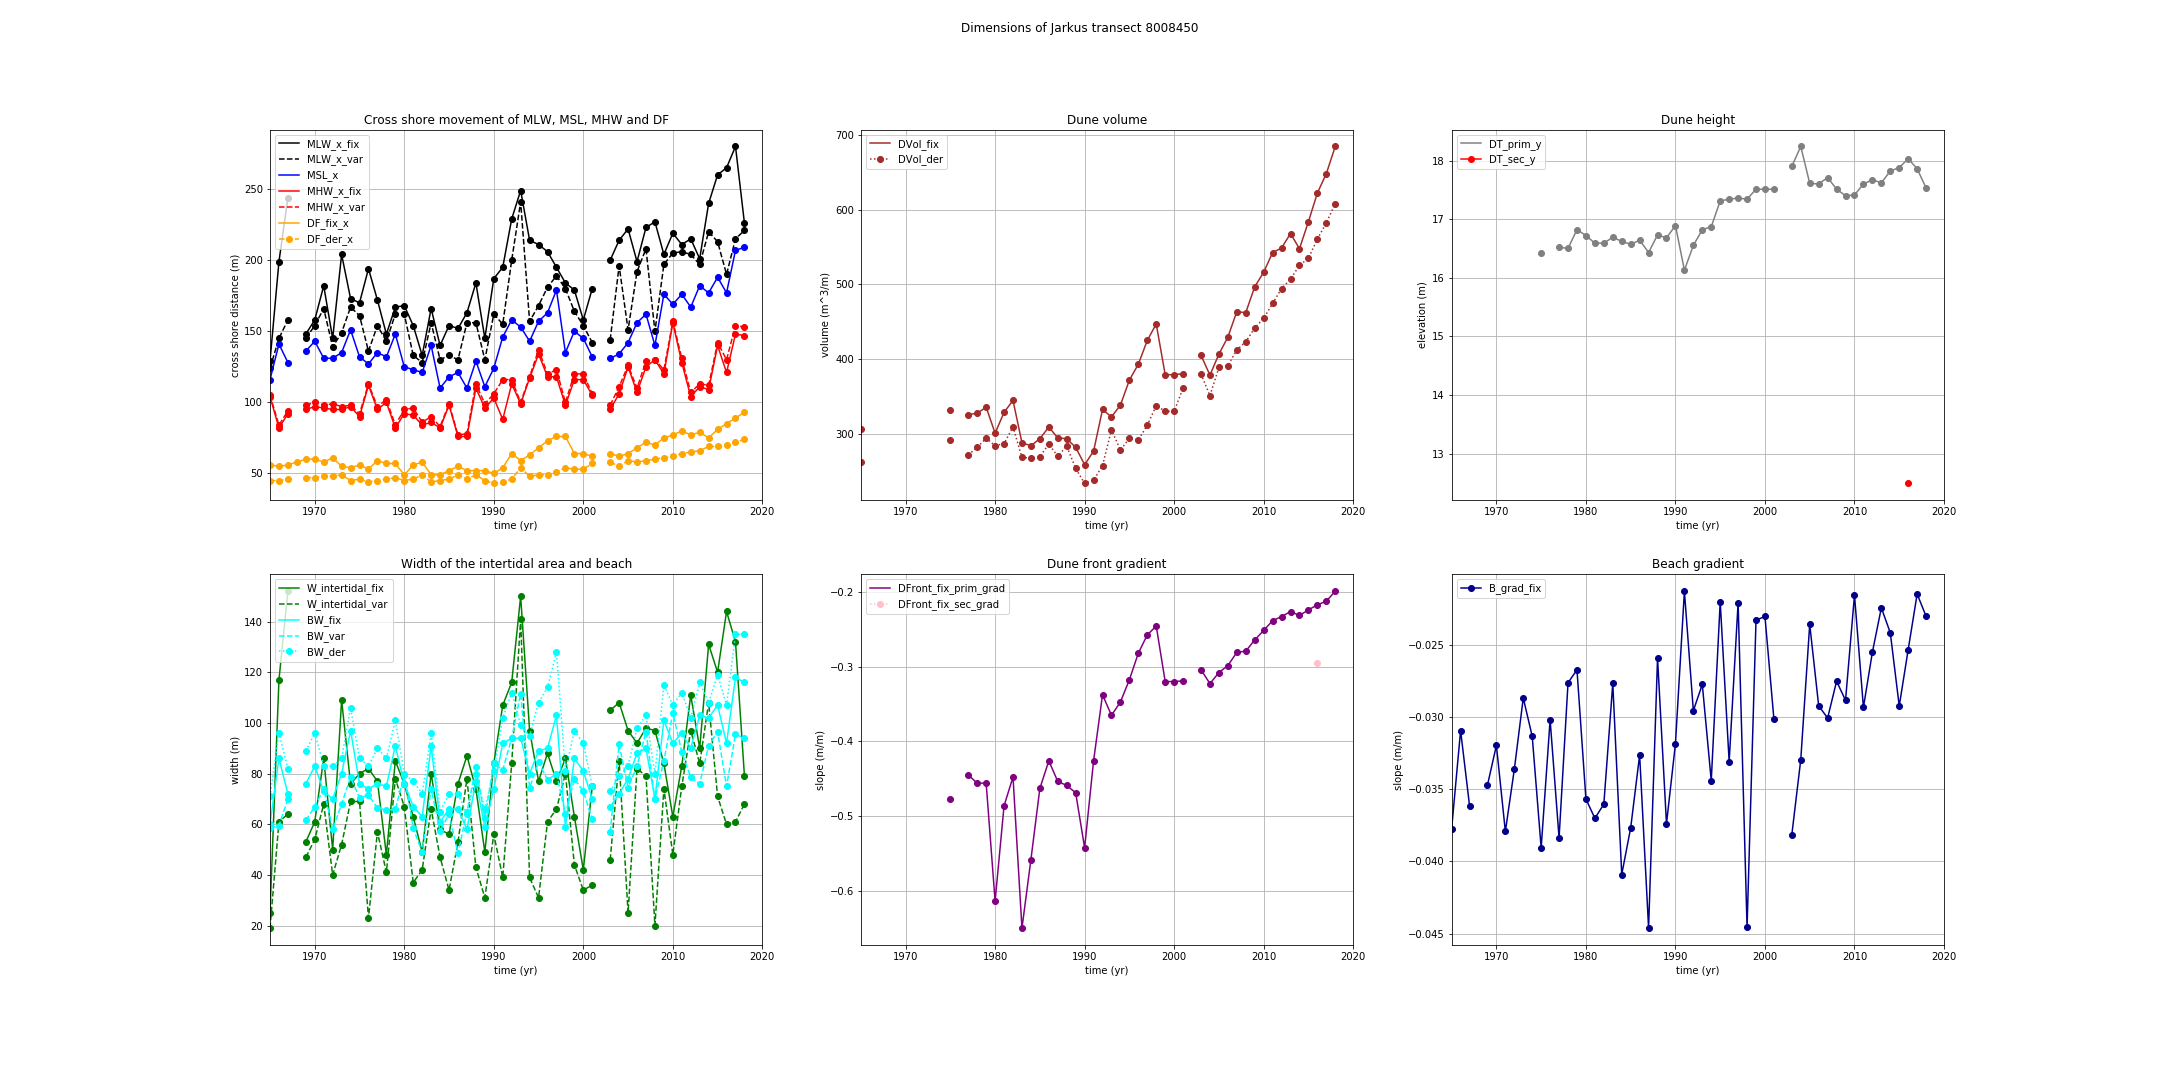 Dimensions of Jarkus transect 8008450
Cross shore movement of MLW, MSL, MHW and DF
MLW_x_fix
MLW_x_var
MSL_x
MHW_x_fix
MHW_x_var
DF_fix_x
DF_der_x
cross shore distance (m)
250
200
150
100
50
1970 1980 1990 2000 2010 2020
time (yr)
Dune volume
DVol_fix
DVol_der
volume (m^3/m)
700
600
500
400
300
1970 1980 1990 2000 2010 2020
time (yr)
Dune height
DT_prim_y
DT_sec_y
elevation (m)
18
17
16
15
14
13
1970 1980 1990 2000 2010 2020
time (yr)
Width of the intertidal area and beach
W_intertidal_fix
W_intertidal_var
BW_fix
BW_var
BW_der
width (m)
140
120
100
80
60
40
20
1970 1980 1990 2000 2010 2020
time (yr)
Dune front gradient
DFront_fix_prim_grad
DFront_fix_sec_grad
slope (m/m)
−0.2
−0.3
−0.4
−0.5
−0.6
1970 1980 1990 2000 2010 2020
time (yr)
Beach gradient
B_grad_fix
slope (m/m)
−0.025
−0.030
−0.035
−0.040
−0.045
1970 1980 1990 2000 2010 2020
time (yr)